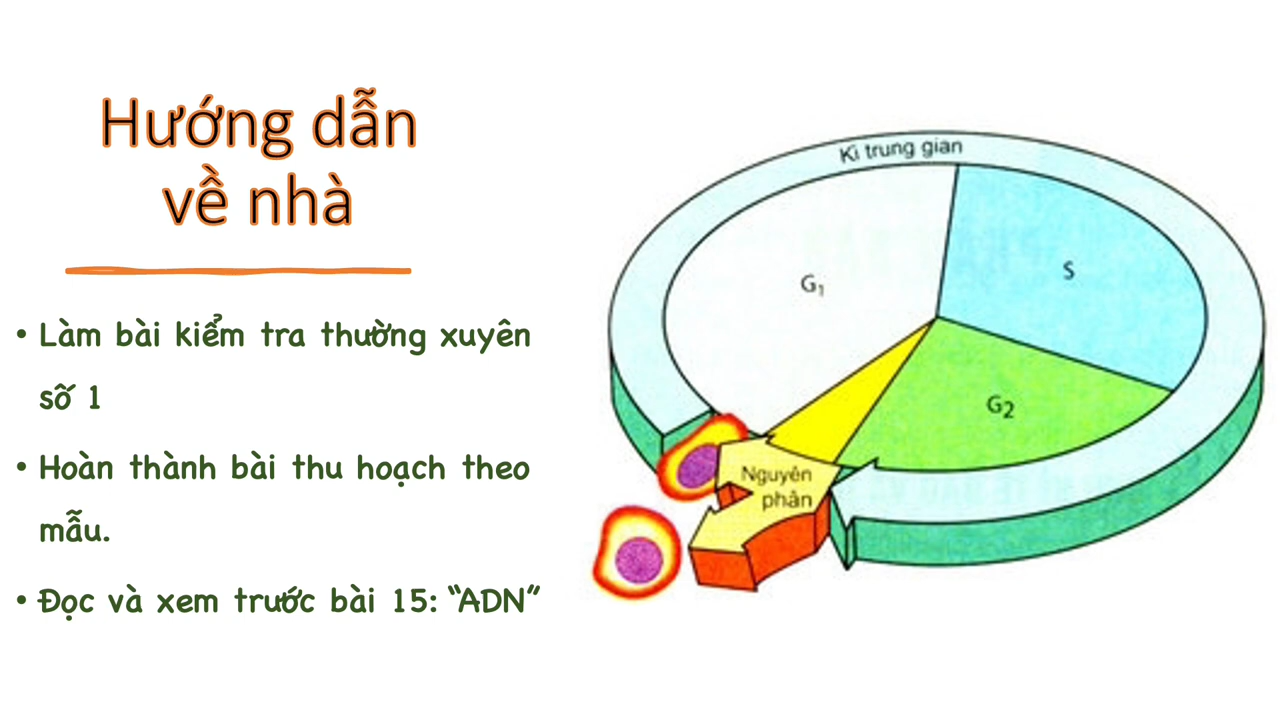 Hướng dẫn
về nhà
• Làm bài kiểm tra thường xuyên
số 1
• Hoàn thành bài thu hoạch theo
mẫu.
• Đọc và xem trước bài 15: “ADN”
Kì trung gian
G₁
S
G2
Nguyên
phân